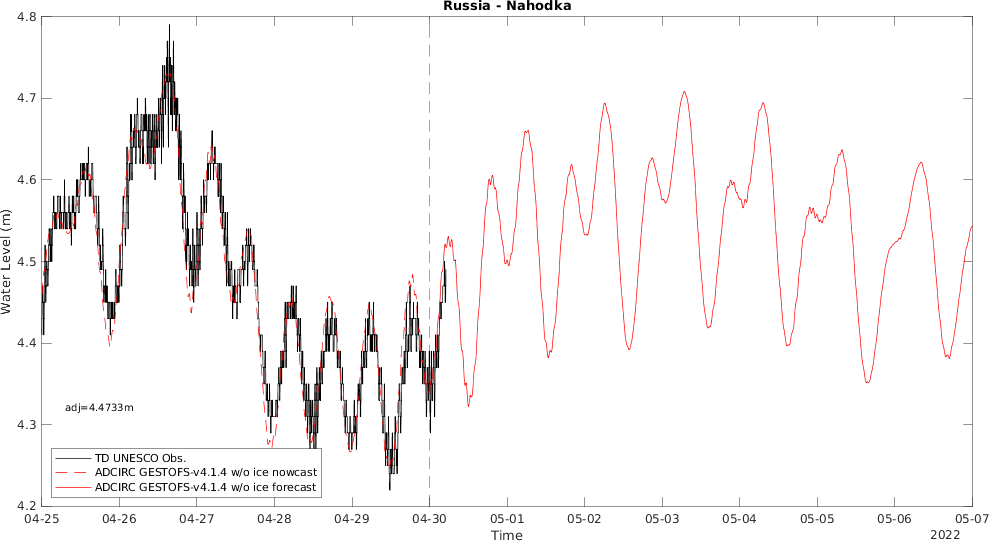 Russia - Nahodka
4.8
4.7
4.6
4.5
4.4
4.3
4.2
Water Level (m)
adj=4.4733m
TD UNESCO Obs.
ADCIRC GESTOFS-v4.1.4 w/o ice nowcast
ADCIRC GESTOFS-v4.1.4 w/o ice forecast
04-25 04-26 04-27 04-28 04-29 04-30 05-01 05-02 05-03 05-04 05-05 05-06 05-07
Time
2022